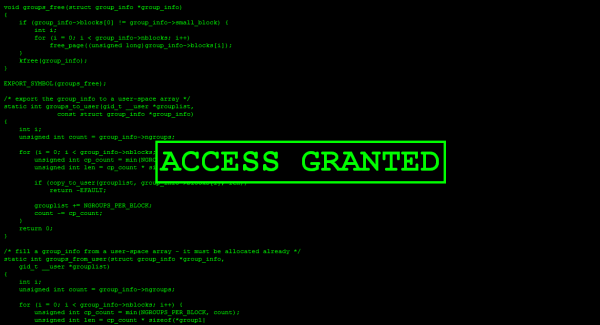 void groups_free(struct group_info *group_info)
{
    if (group_info->blocks[0] != group_info->small_block) {
        int i;
        for (i = 0; i < group_info->nblocks; i++)
            free_page((unsigned long)group_info->blocks[i]);
    }
    kfree(group_info);
}
EXPORT_SYMBOL(groups_free);
/* export the group_info to a user-space array */
static int groups_to_user(gid_t __user *grouplist,
              const struct group_info *group_info)
{
    int i;
    unsigned int count = group_info->ngroups;
    for (i = 0; i < group_info->nblocks;
        unsigned int cp_count = min(NGRO
        unsigned int len = cp_count * si
ACCESS GRANTED
        if (copy_to_user(grouplist,
            return -EFAULT;
        grouplist += NGROUPS_PER_BLOCK;
        count -= cp_count;
    }
    return 0;
}
/* fill a group_info from a user-space array - it must be allocated already */
static int groups_from_user(struct group_info *group_info,
    gid_t __user *grouplist)
{
    int i;
    unsigned int count = group_info->ngroups;
    for (i = 0; i < group_info->nblocks; i++) {
        unsigned int cp_count = min(NGROUPS_PER_BLOCK, count);
        unsigned int len = cp_count * sizeof(*groupl